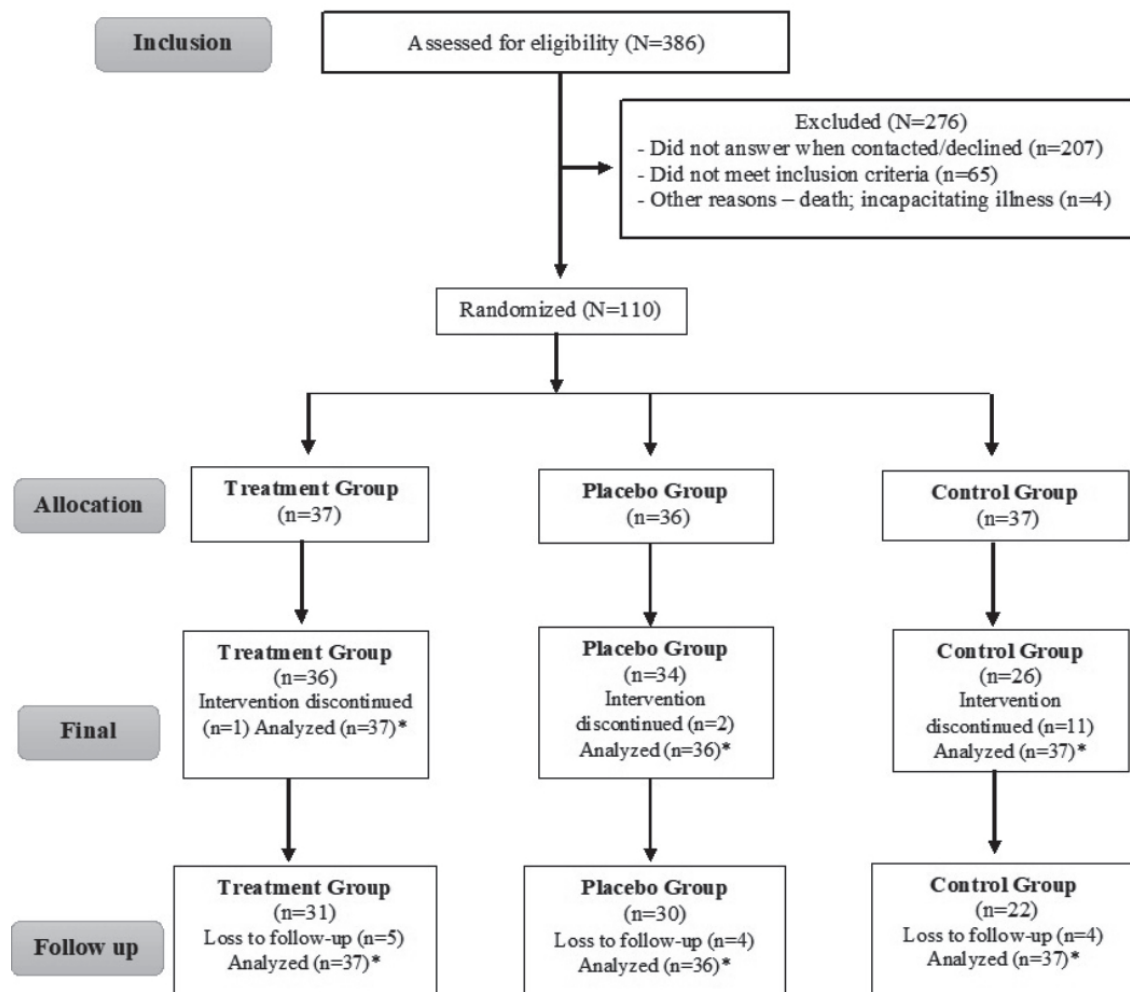 Inclusion
Assessed for eligibility (N=386)
Excluded (N=276)
- Did not answer when contacted/declined (n=207)
- Did not meet inclusion criteria (n=65)
- Other reasons – death; incapacitating illness (n=4)
Randomized (N=110)
Allocation
Treatment Group
(n=37)
Placebo Group
(n=36)
Control Group
(n=37)
Final
Treatment Group
(n=36)
Intervention discontinued
(n=1) Analyzed (n=37)*
Placebo Group
(n=34)
Intervention
discontinued (n=2)
Analyzed (n=36)*
Control Group
(n=26)
Intervention
discontinued (n=11)
Analyzed (n=37)*
Follow up
Treatment Group
(n=31)
Loss to follow-up (n=5)
Analyzed (n=37)*
Placebo Group
(n=30)
Loss to follow-up (n=4)
Analyzed (n=36)*
Control Group
(n=22)
Loss to follow-up (n=4)
Analyzed (n=37)*